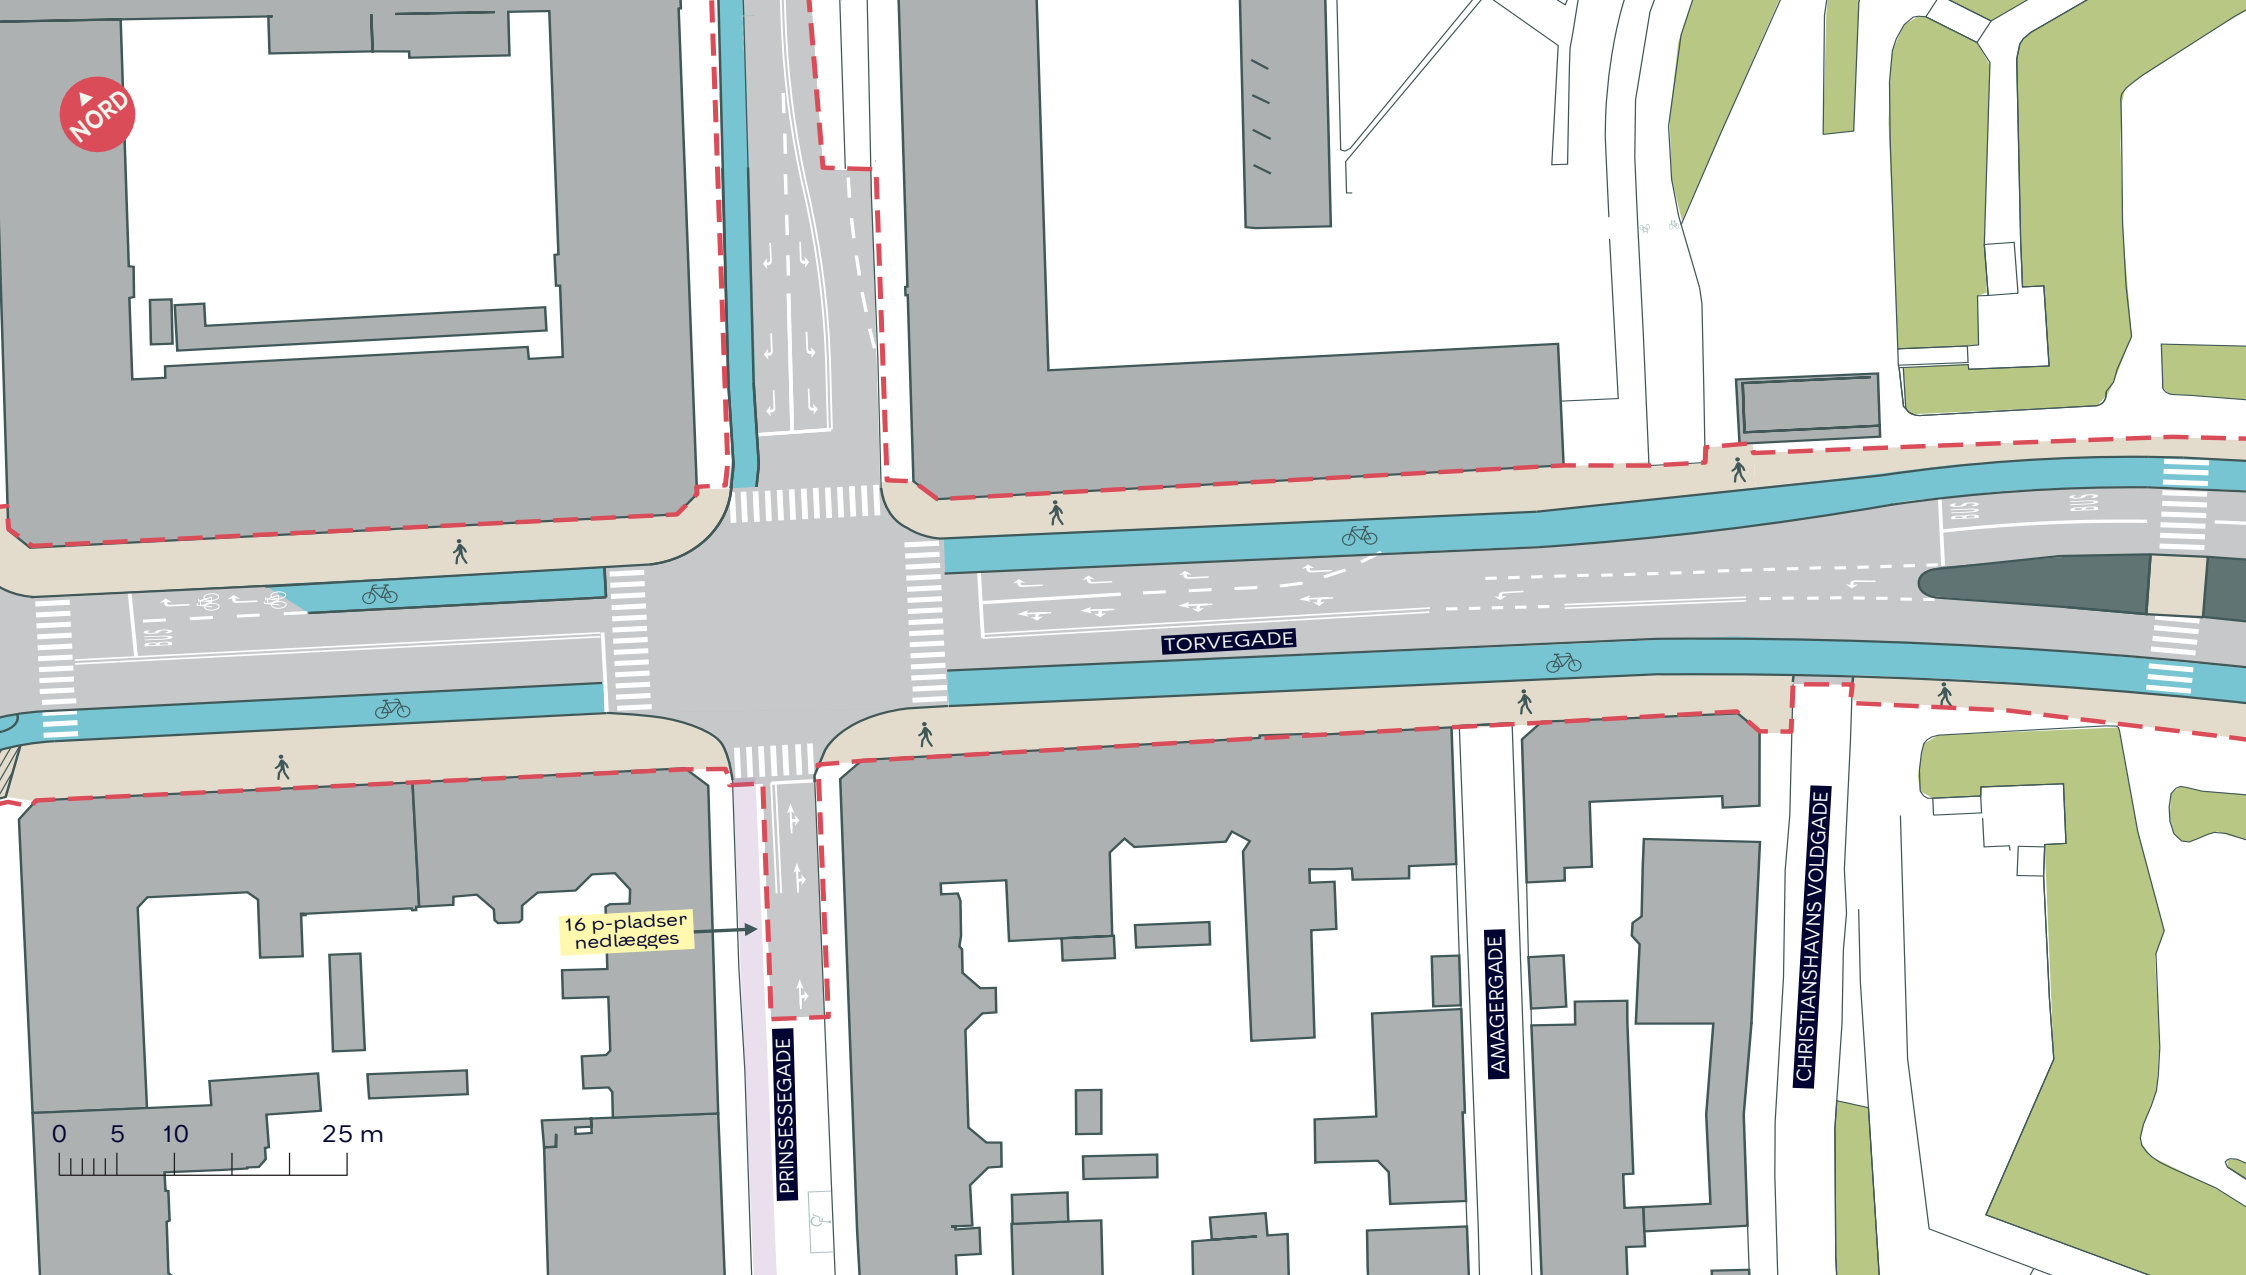 NORD
BUS
BUS
BUS
TORVEGADE
16 p-pladser
nedlægges
PRINSESSEGADE
AMAGERGADE
CHRISTIANSHAVNS VOLDGADE
0 5 10 25 m